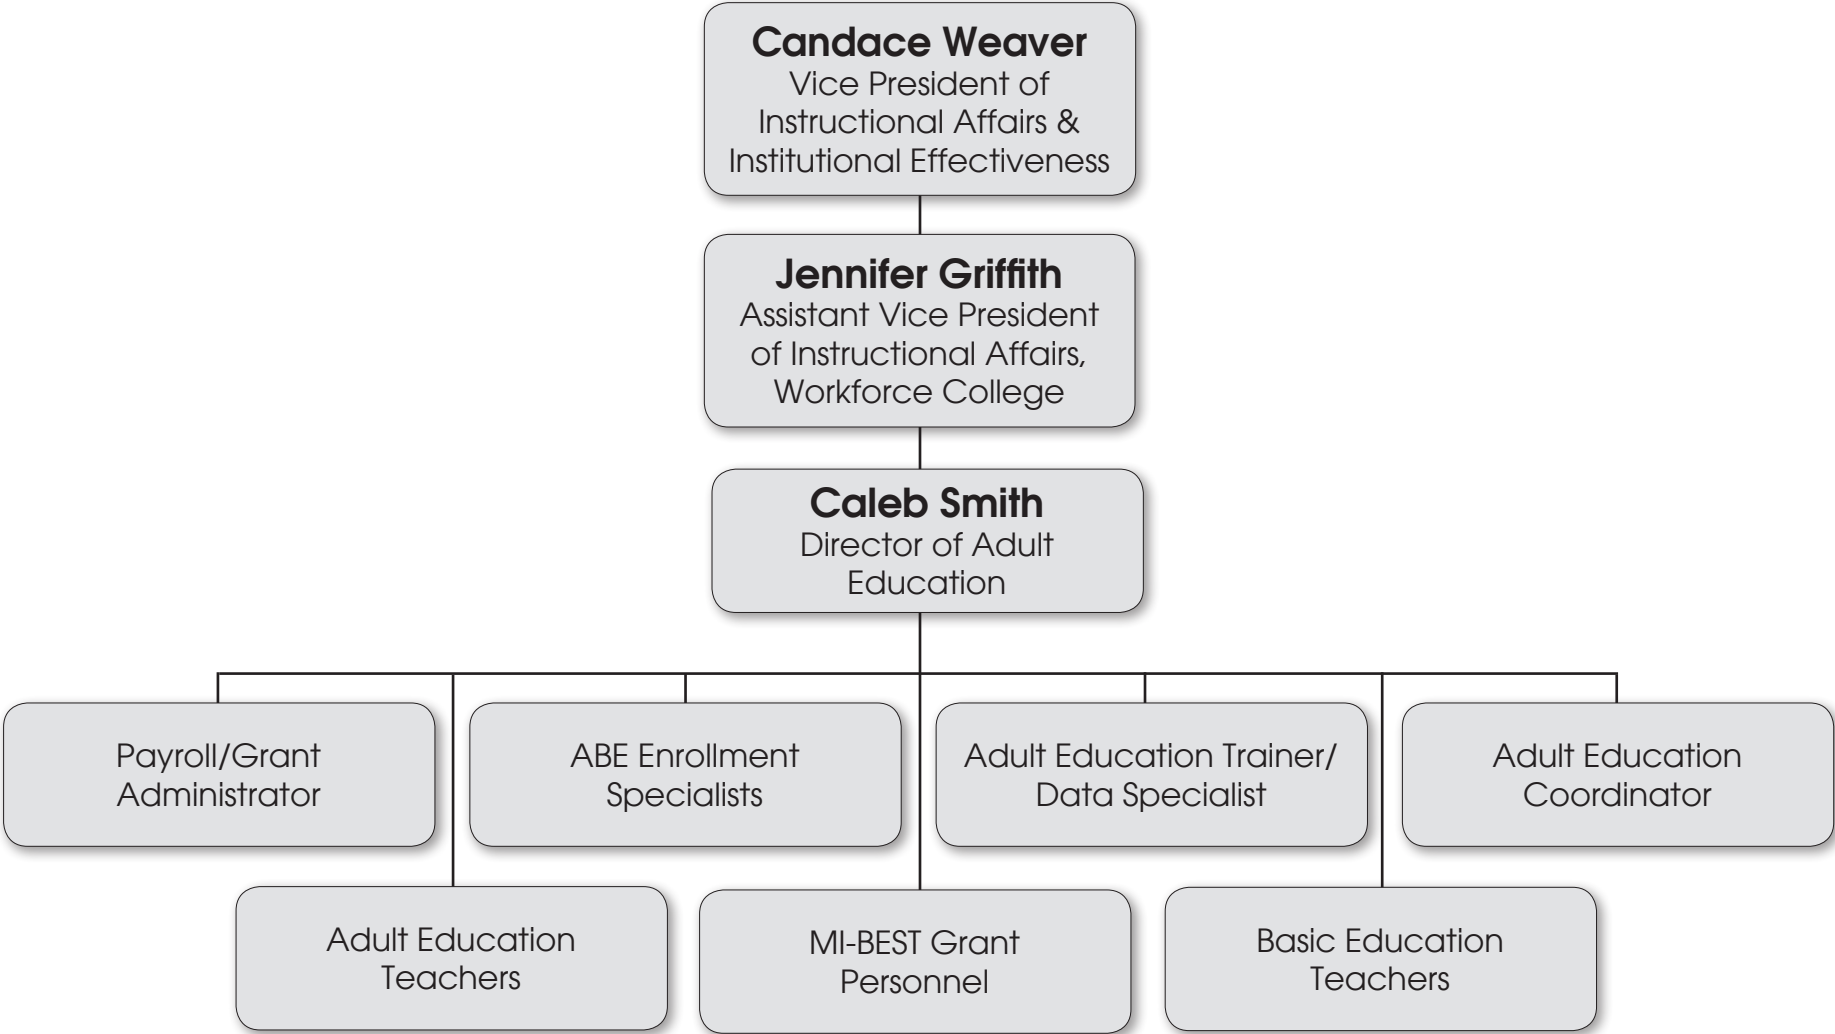 Candace Weaver
Vice President of
Instructional Affairs &
Institutional Effectiveness
Jennifer Griffith
Assistant Vice President
of Instructional Affairs,
Workforce College
Caleb Smith
Director of Adult
Education
Payroll/Grant
Administrator
ABE Enrollment
Specialists
Adult Education Trainer/
Data Specialist
Adult Education
Coordinator
Adult Education
Teachers
MI-BEST Grant
Personnel
Basic Education
Teachers